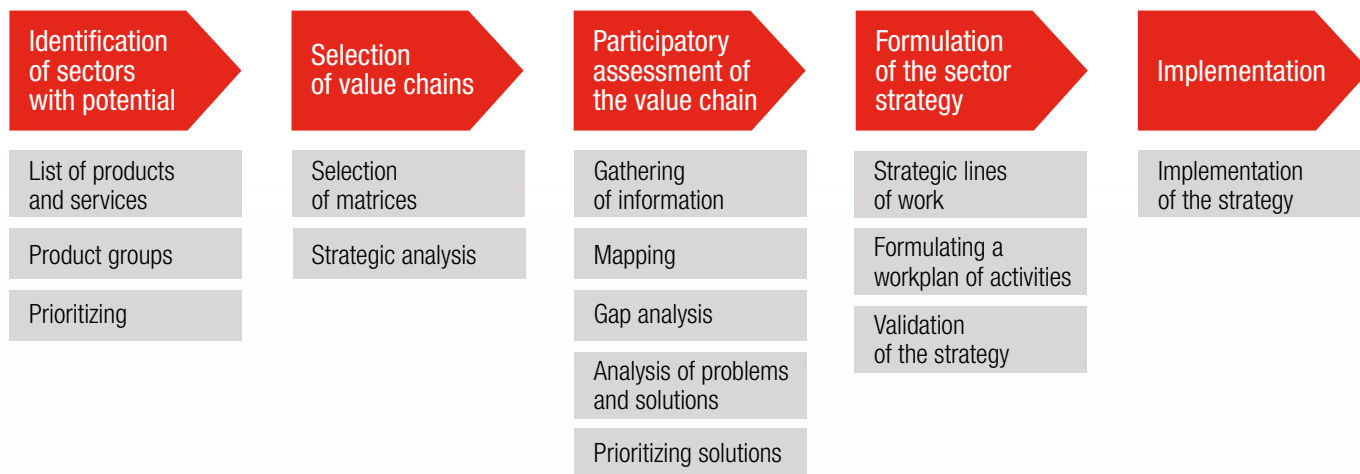 Identification
of sectors
with potential
List of products
and services
Product groups
Prioritizing
Selection
of value chains
Selection
of matrices
Strategic analysis
Participatory
assessment of
the value chain
Gathering
of information
Mapping
Gap analysis
Analysis of problems
and solutions
Prioritizing solutions
Formulation
of the sector
strategy
Strategic lines
of work
Formulating a
workplan of activities
Validation
of the strategy
Implementation
Implementation
of the strategy